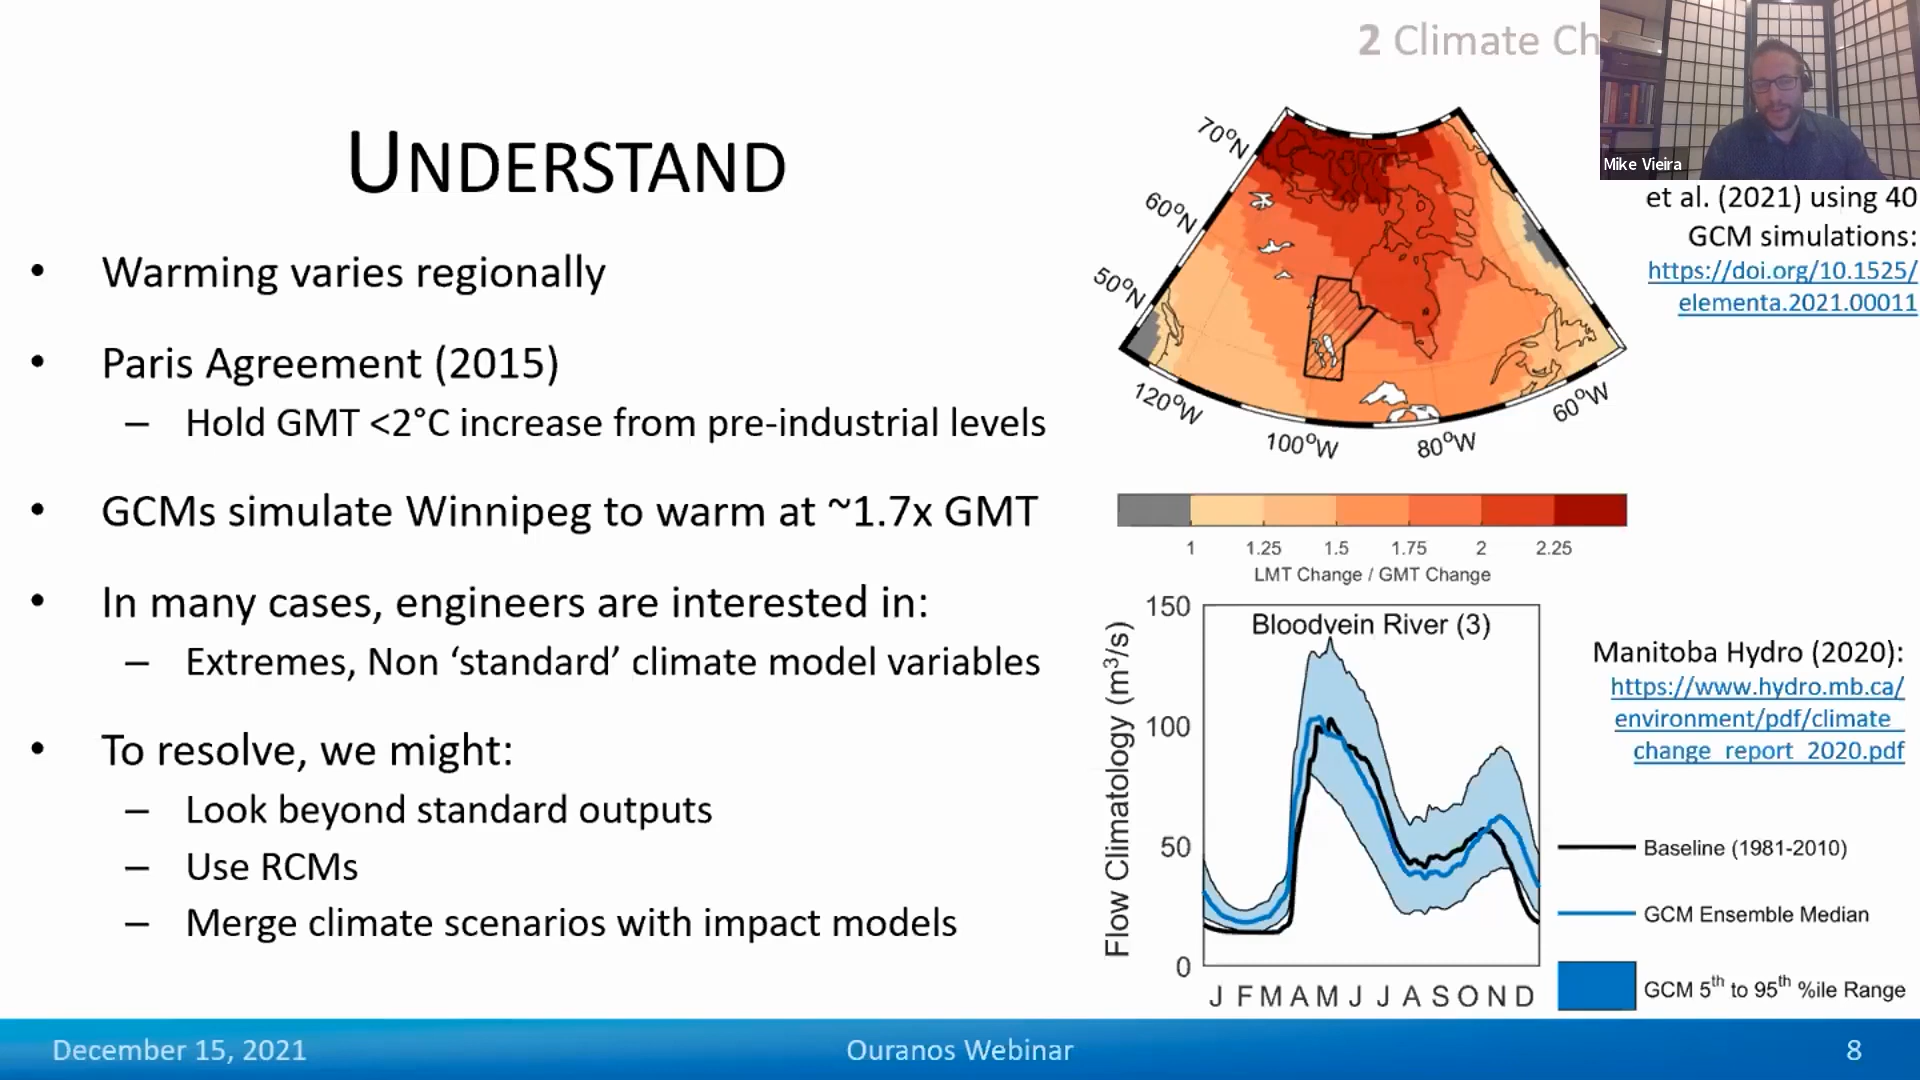 2 Climate Ch
Mike Vieira
UNDERSTAND
• Warming varies regionally
• Paris Agreement (2015)
– Hold GMT <2°C increase from pre-industrial levels
• GCMs simulate Winnipeg to warm at ~1.7x GMT
• In many cases, engineers are interested in:
– Extremes, Non ‘standard’ climate model variables
• To resolve, we might:
– Look beyond standard outputs
– Use RCMs
– Merge climate scenarios with impact models
70°N
60°N
50°N
120°W
100°W
80°W
60°W
et al. (2021) using 40
GCM simulations:
https://doi.org/10.1525/
elementa.2021.00011
1 1.25 1.5 1.75 2 2.25
LMT Change / GMT Change
Bloodvein River (3)
Flow Climatology (m³/s)
150
100
50
0
J F M A M J J A S O N D
Manitoba Hydro (2020):
https://www.hydro.mb.ca/
environment/pdf/climate_
change_report_2020.pdf
Baseline (1981-2010)
GCM Ensemble Median
GCM 5th to 95th %ile Range
December 15, 2021
Ouranos Webinar
8